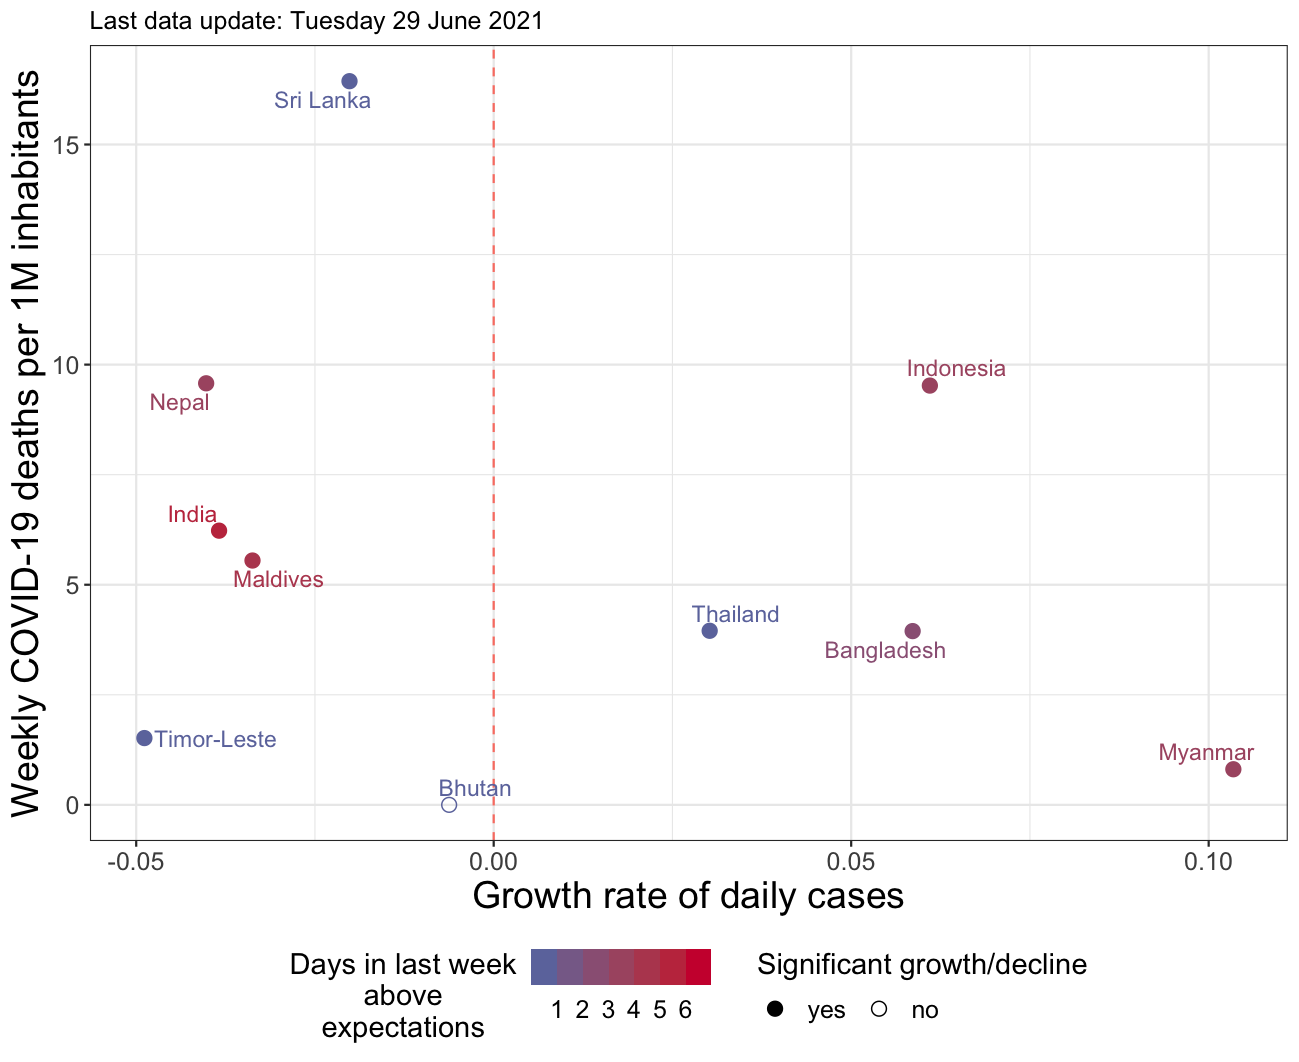 Last data update: Tuesday 29 June 2021
Weekly COVID-19 deaths per 1M inhabitants
15
10
5
0
Sri Lanka
Nepal
Indonesia
India
Maldives
Thailand
Bangladesh
Timor-Leste
Myanmar
Bhutan
-0.05 0.00 0.05 0.10
Growth rate of daily cases
Days in last week
above
expectations
1 2 3 4 5 6
Significant growth/decline
yes no